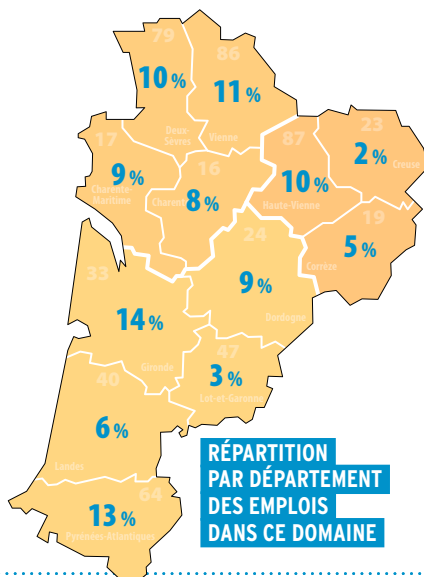 79
10 %
Deux-
Sèvres
86
11 %
Vienne
17
9 %
Charente
Maritime
16
Charen
8 %
87
10 %
Haute-Vienne
23
2 %
Creuse
19
5 %
Corrèze
24
9 %
Dordogne
33
14 %
Gironde
47
3 %
Lot-et-Garonne
40
6 %
Landes
64
13 %
Pyrénées-Atlantiques
RÉPARTITION
PAR DÉPARTEMENT
DES EMPLOIS
DANS CE DOMAINE